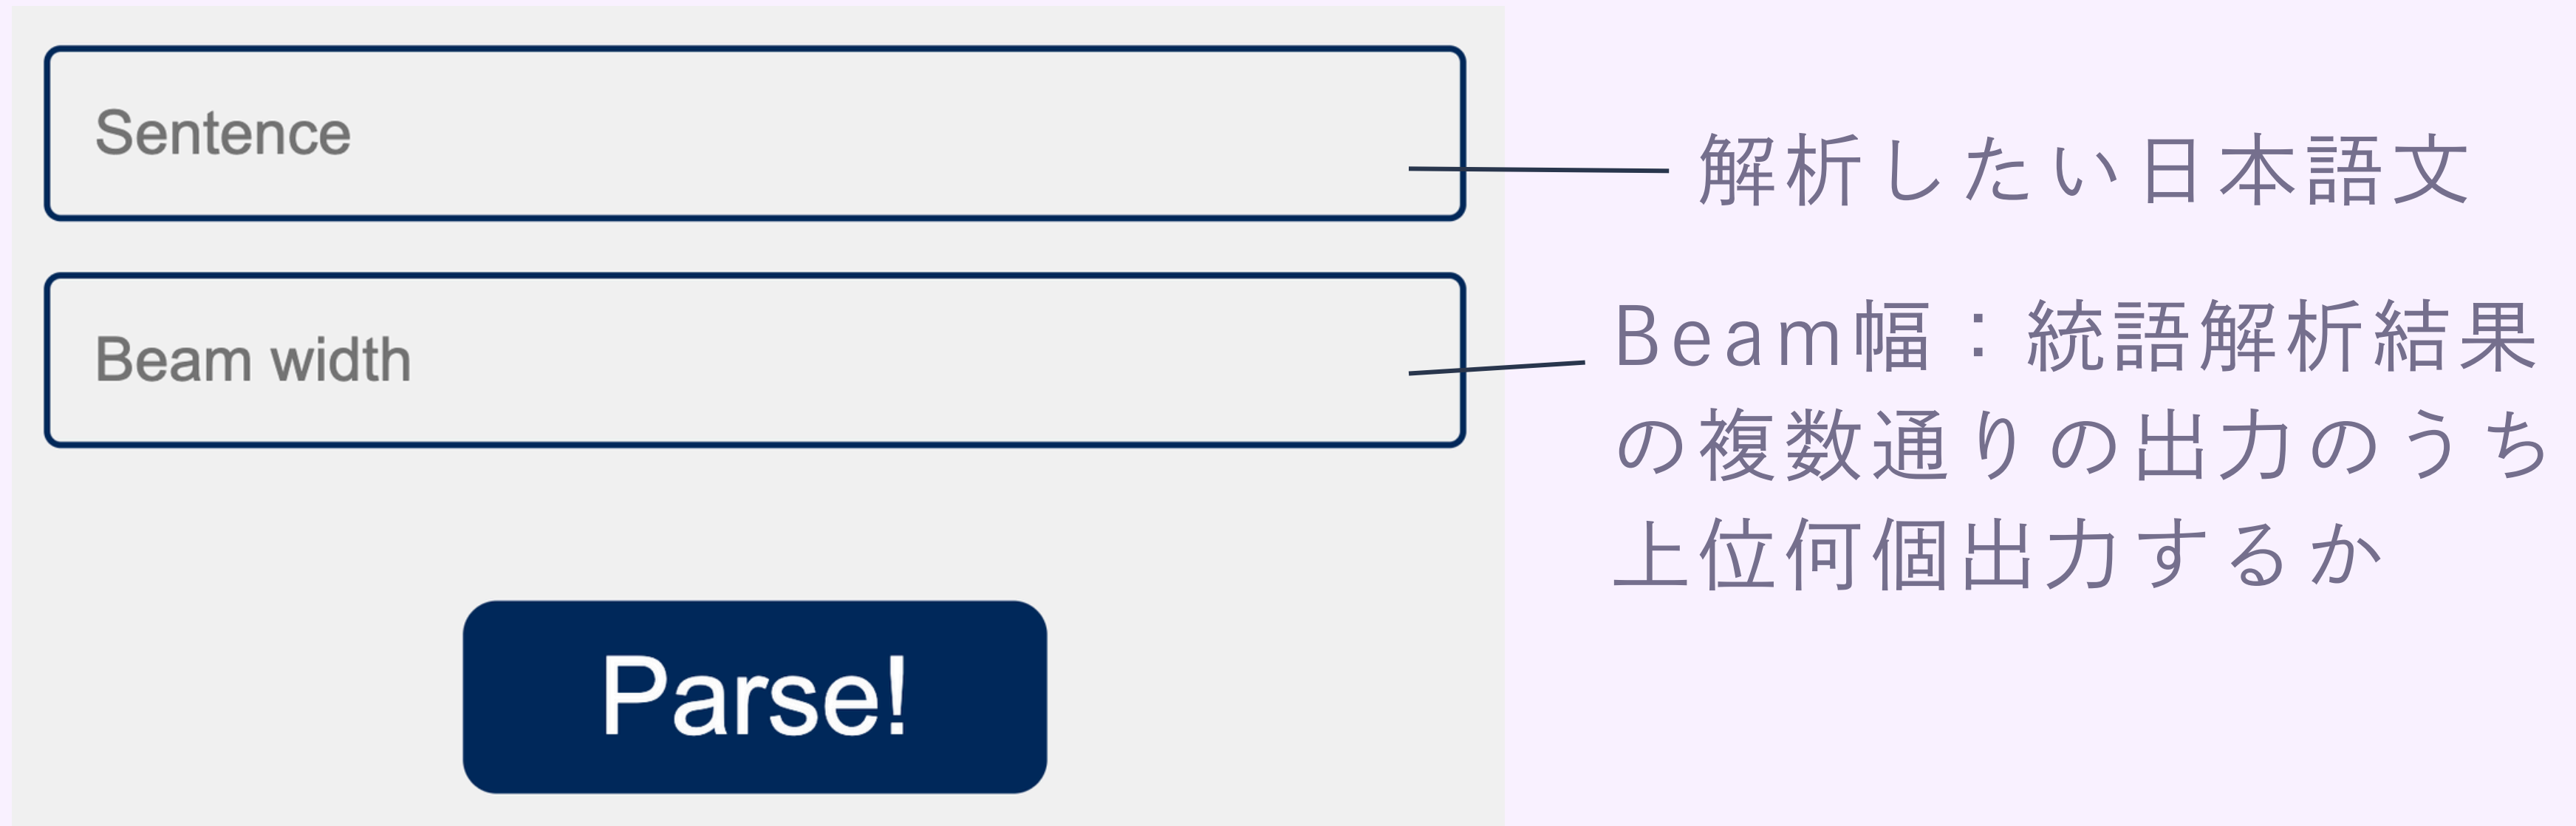 Sentence
解析したい日本語文
Beam width
Beam幅：統語解析結果
の複数通りの出力のうち
上位何個出力するか
Parse!